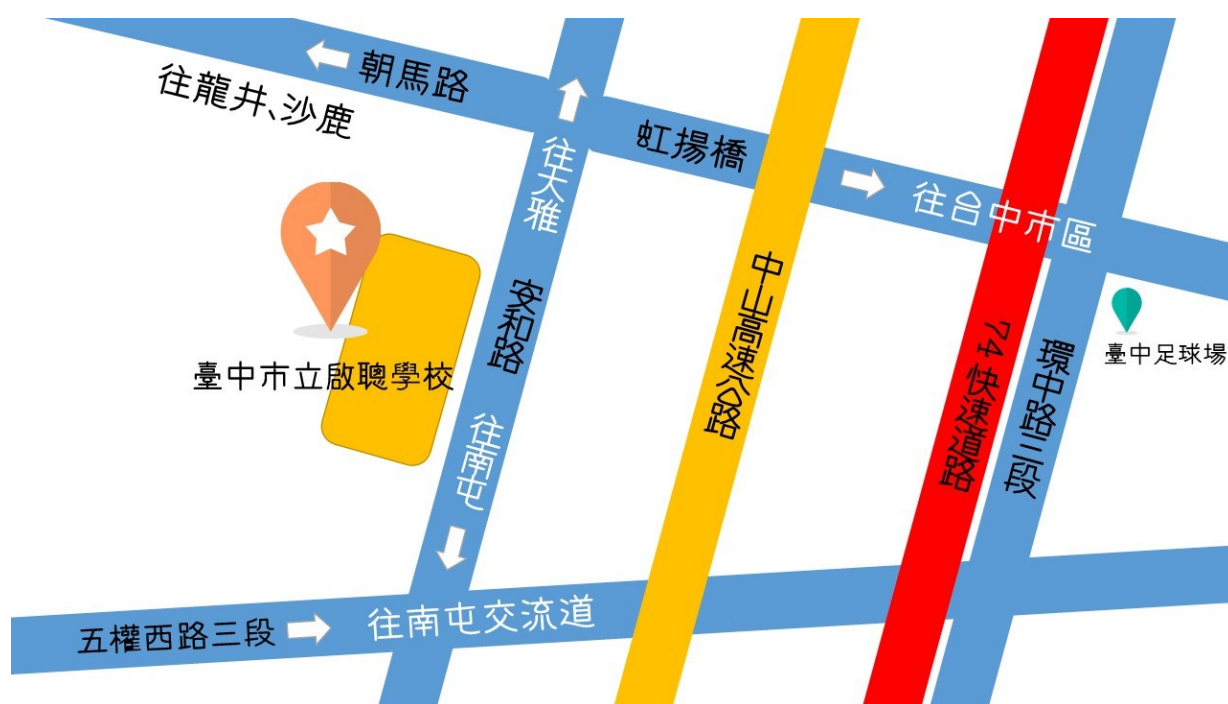 朝馬路
往龍井、沙鹿
虹揚橋
往大雅
往台中市區
安和路
中山高速公路
74快速道路
環中路三段
臺中足球場
臺中市立啟聰學校
往南屯
五權西路三段
往南屯交流道